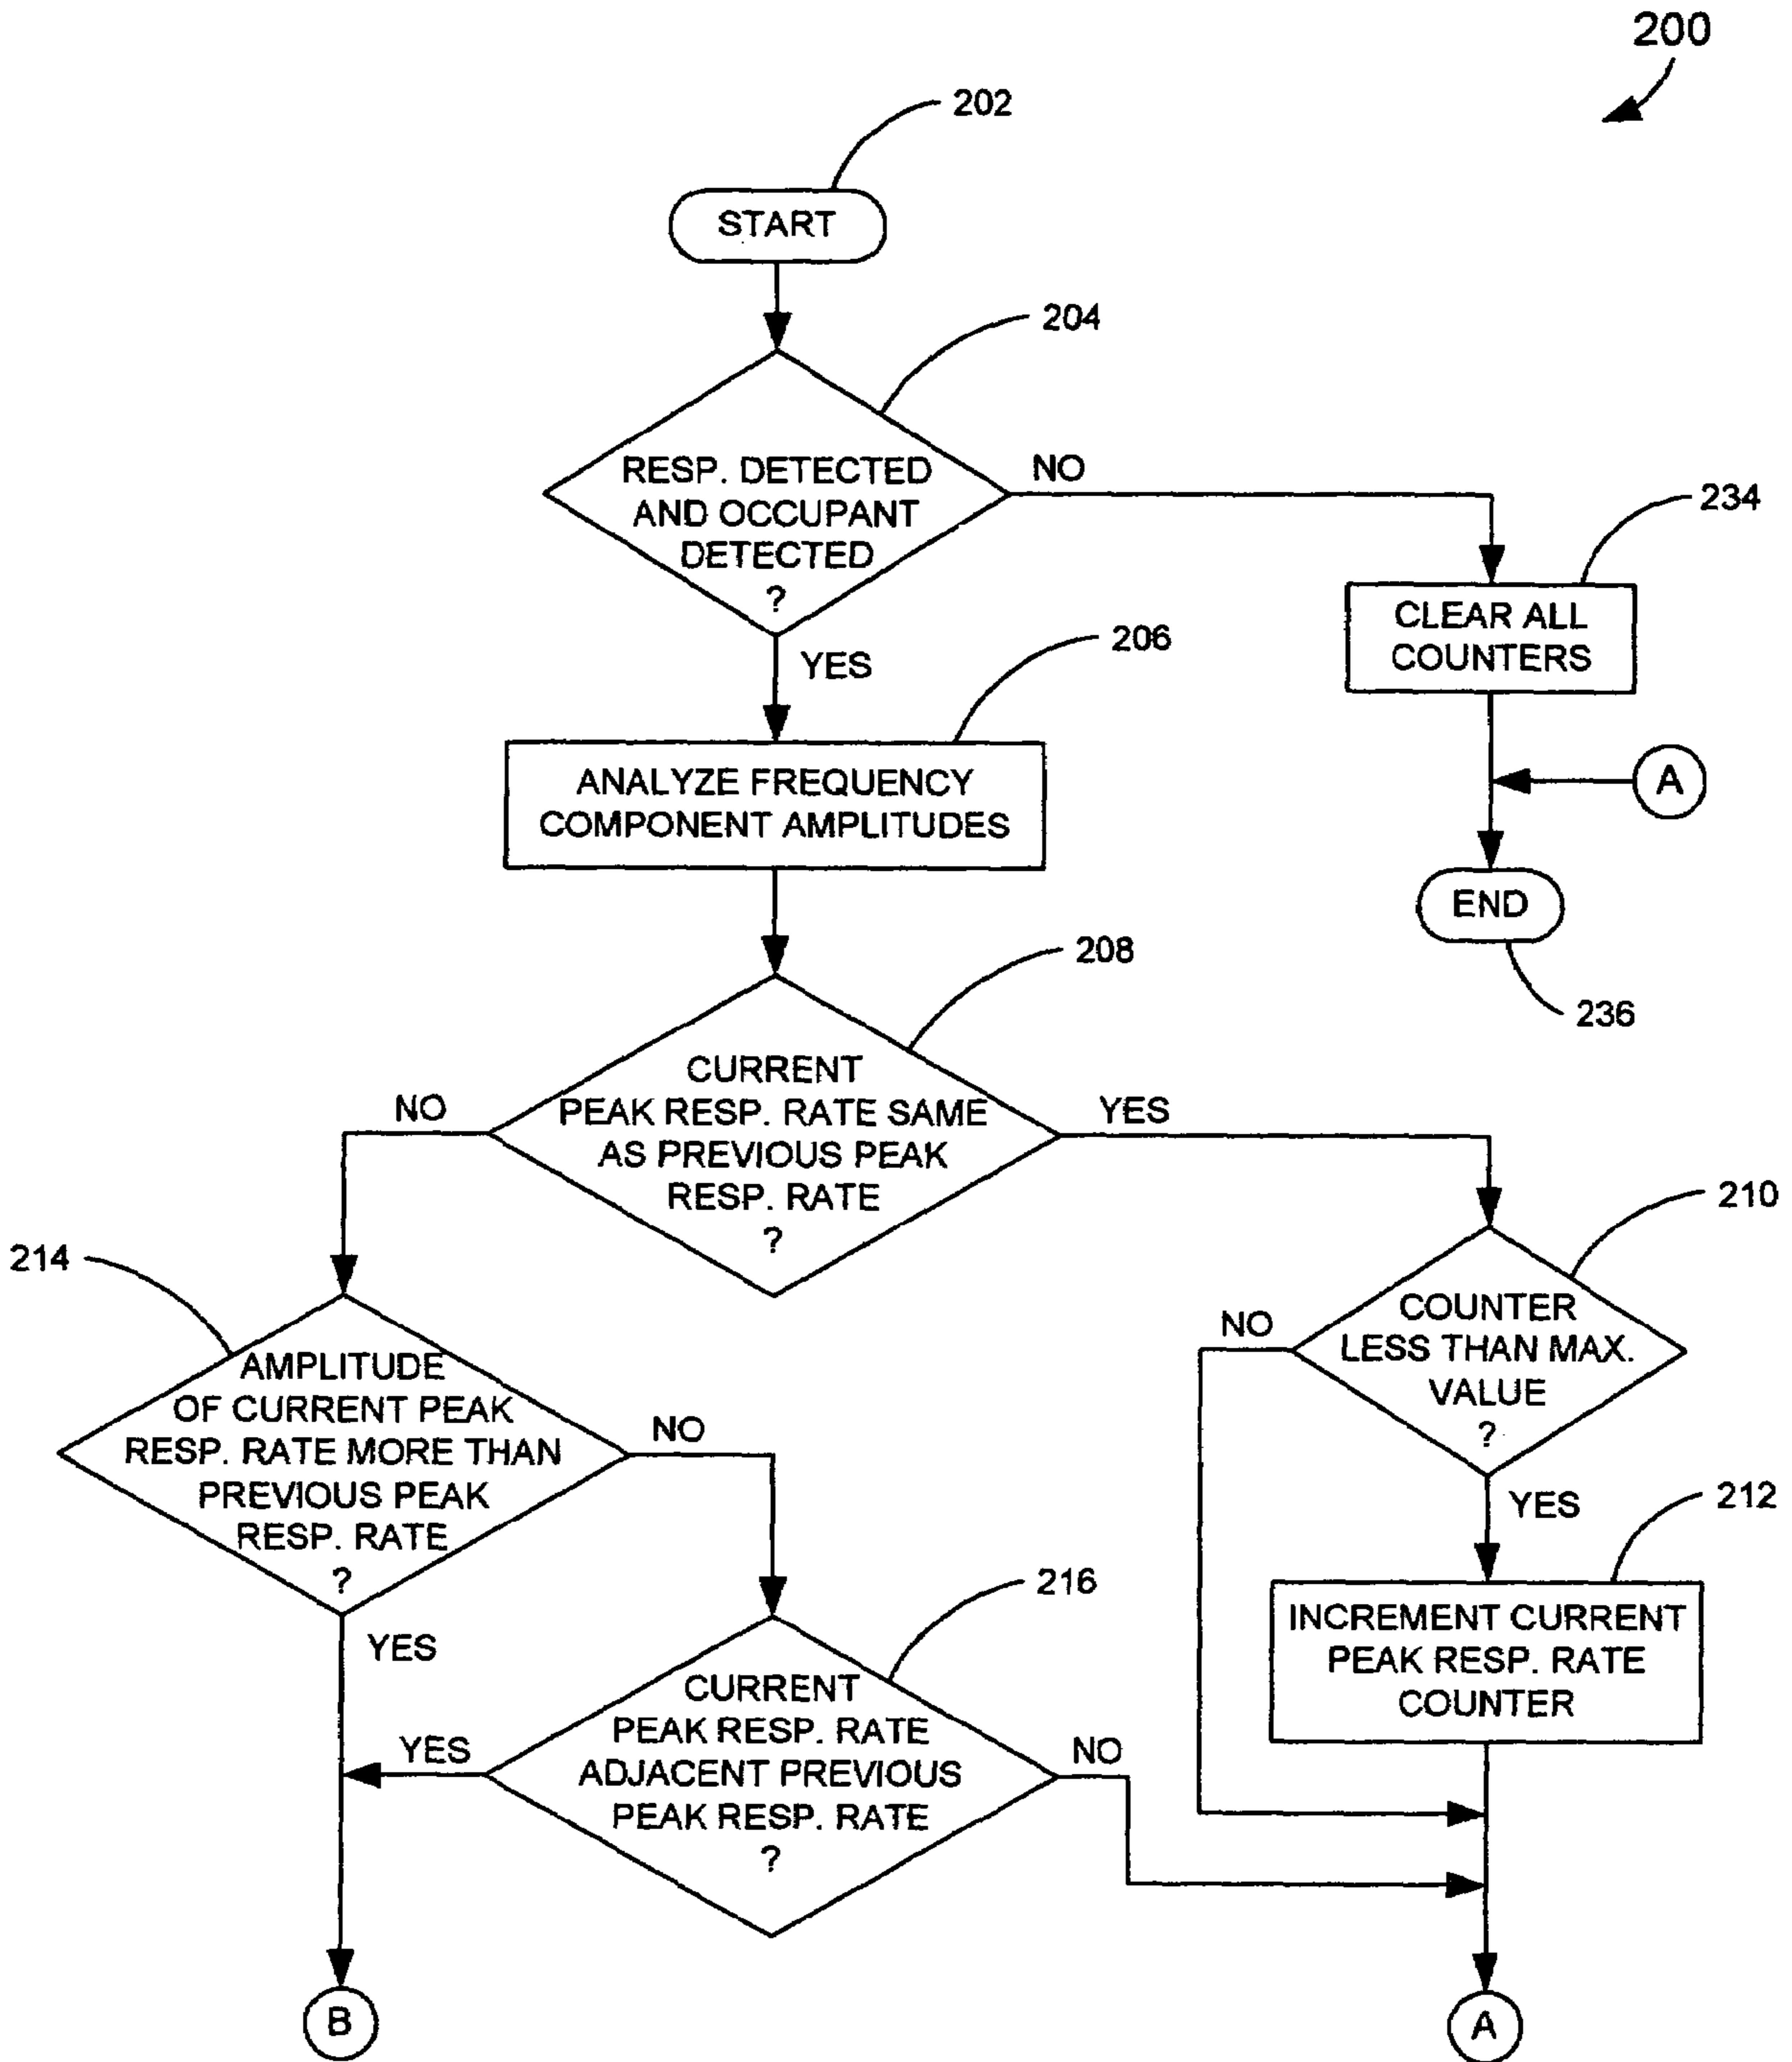 200
202
START
204
RESP. DETECTED
AND OCCUPANT
DETECTED
?
NO
YES
234
CLEAR ALL
COUNTERS
206
ANALYZE FREQUENCY
COMPONENT AMPLITUDES
A
END
236
208
CURRENT
PEAK RESP. RATE SAME
AS PREVIOUS PEAK
RESP. RATE
?
NO
YES
210
COUNTER
LESS THAN MAX.
VALUE
?
NO
YES
214
AMPLITUDE
OF CURRENT PEAK
RESP. RATE MORE THAN
PREVIOUS PEAK
RESP. RATE
?
NO
YES
212
INCREMENT CURRENT
PEAK RESP. RATE
COUNTER
216
CURRENT
PEAK RESP. RATE
ADJACENT PREVIOUS
PEAK RESP. RATE
?
YES
NO
B
A